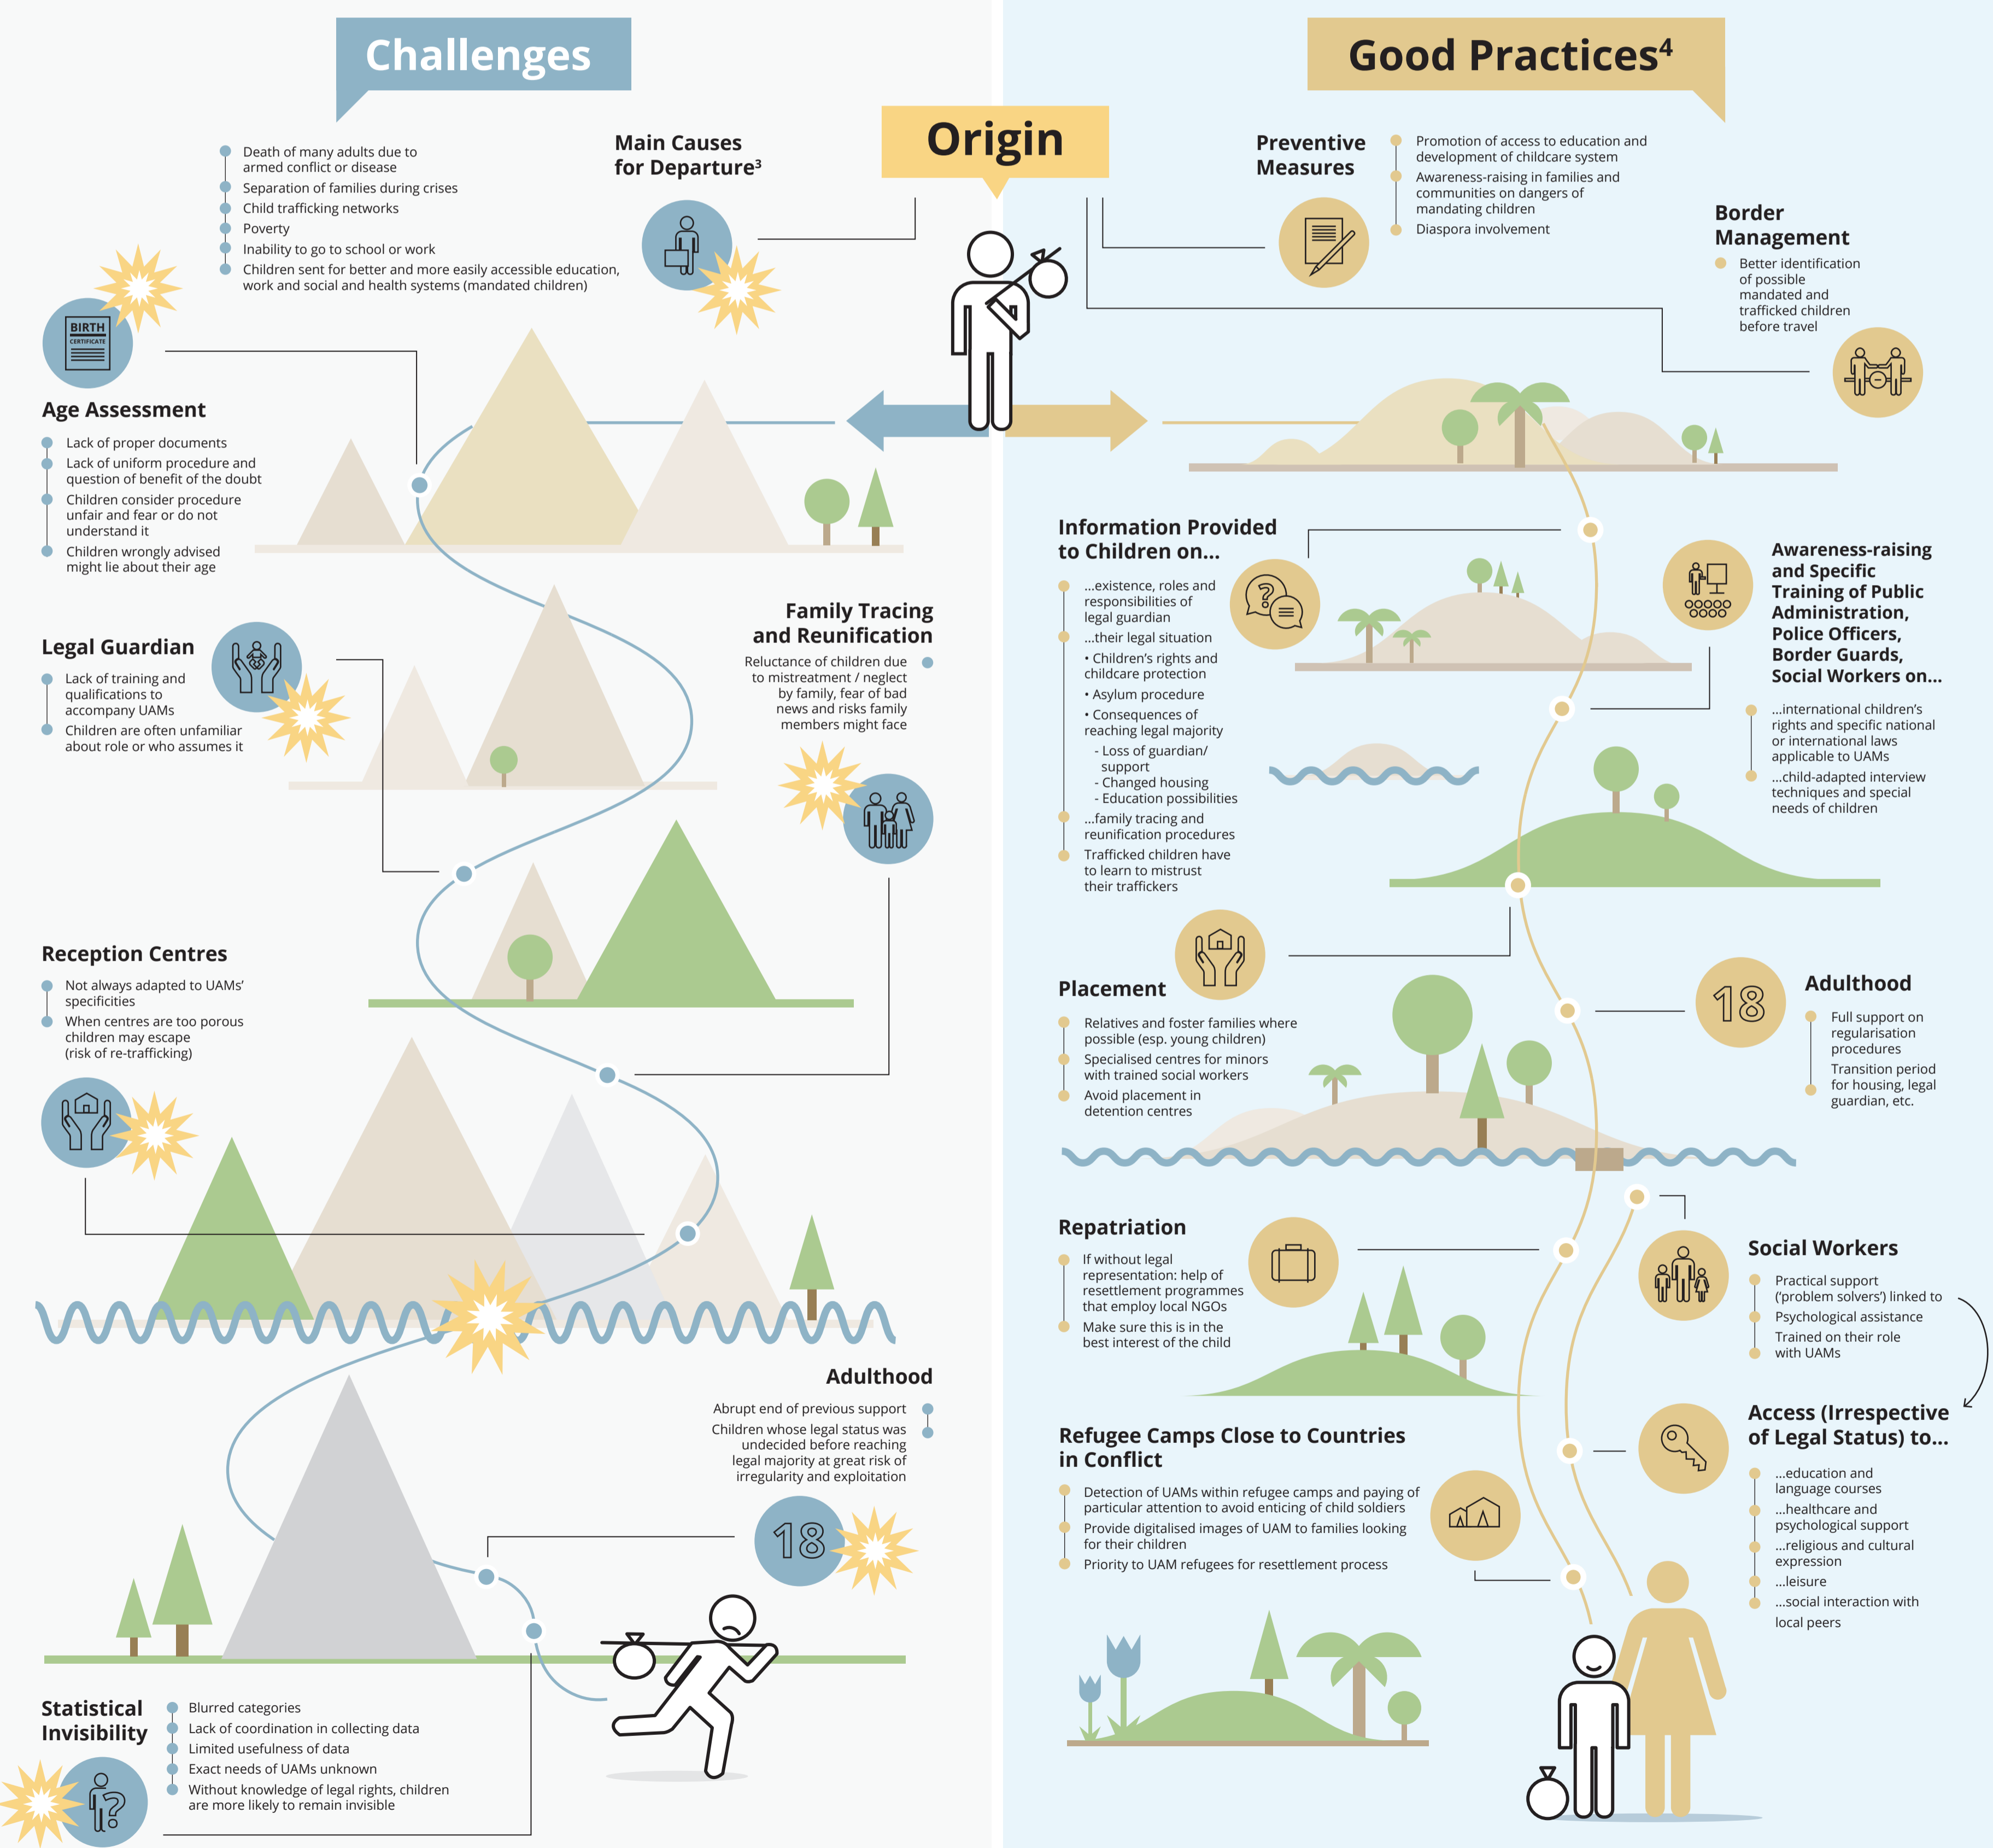 Challenges
Good Practices⁴
Origin
Main Causes
for Departure³
Death of many adults due to
armed conflict or disease
Separation of families during crises
Child trafficking networks
Poverty
Inability to go to school or work
Children sent for better and more easily accessible education,
work and social and health systems (mandated children)
BIRTH
CERTIFICATE
Age Assessment
Lack of proper documents
Lack of uniform procedure and
question of benefit of the doubt
Children consider procedure
unfair and fear or do not
understand it
Children wrongly advised
might lie about their age
Legal Guardian
Lack of training and
qualifications to
accompany UAMs
Children are often unfamiliar
about role or who assumes it
Family Tracing
and Reunification
Reluctance of children due
to mistreatment / neglect
by family, fear of bad
news and risks family
members might face
Reception Centres
Not always adapted to UAMs’
specificities
When centres are too porous
children may escape
(risk of re-trafficking)
Adulthood
Abrupt end of previous support
Children whose legal status was
undecided before reaching
legal majority at great risk of
irregularity and exploitation
18
Statistical
Invisibility
Blurred categories
Lack of coordination in collecting data
Limited usefulness of data
Exact needs of UAMs unknown
Without knowledge of legal rights, children
are more likely to remain invisible
?
Preventive
Measures
Promotion of access to education and
development of childcare system
Awareness-raising in families and
communities on dangers of
mandating children
Diaspora involvement
Border
Management
Better identification
of possible
mandated and
trafficked children
before travel
Information Provided
to Children on...
?
...existence, roles and
responsibilities of
legal guardian
...their legal situation
• Children’s rights and
childcare protection
• Asylum procedure
• Consequences of
reaching legal majority
- Loss of guardian/
support
- Changed housing
- Education possibilities
...family tracing and
reunification procedures
Trafficked children have
to learn to mistrust
their traffickers
Awareness-raising
and Specific
Training of Public
Administration,
Police Officers,
Border Guards,
Social Workers on...
...international children’s
rights and specific national
or international laws
applicable to UAMs
...child-adapted interview
techniques and special
needs of children
Placement
Relatives and foster families where
possible (esp. young children)
Specialised centres for minors
with trained social workers
Avoid placement in
detention centres
18
Adulthood
Full support on
regularisation
procedures
Transition period
for housing, legal
guardian, etc.
Repatriation
If without legal
representation: help of
resettlement programmes
that employ local NGOs
Make sure this is in the
best interest of the child
Social Workers
Practical support
(‘problem solvers’) linked to
Psychological assistance
Trained on their role
with UAMs
Refugee Camps Close to Countries
in Conflict
Detection of UAMs within refugee camps and paying of
particular attention to avoid enticing of child soldiers
Provide digitalised images of UAM to families looking
for their children
Priority to UAM refugees for resettlement process
Access (Irrespective
of Legal Status) to...
...education and
language courses
...healthcare and
psychological support
...religious and cultural
expression
...leisure
...social interaction with
local peers